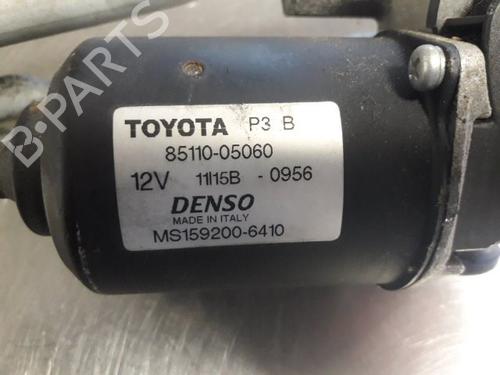 TOYOTA P3 B
85110-05060
12V 11I15B - 0956
DENSO
MADE IN ITALY
MS159200-6410
B-PARTS